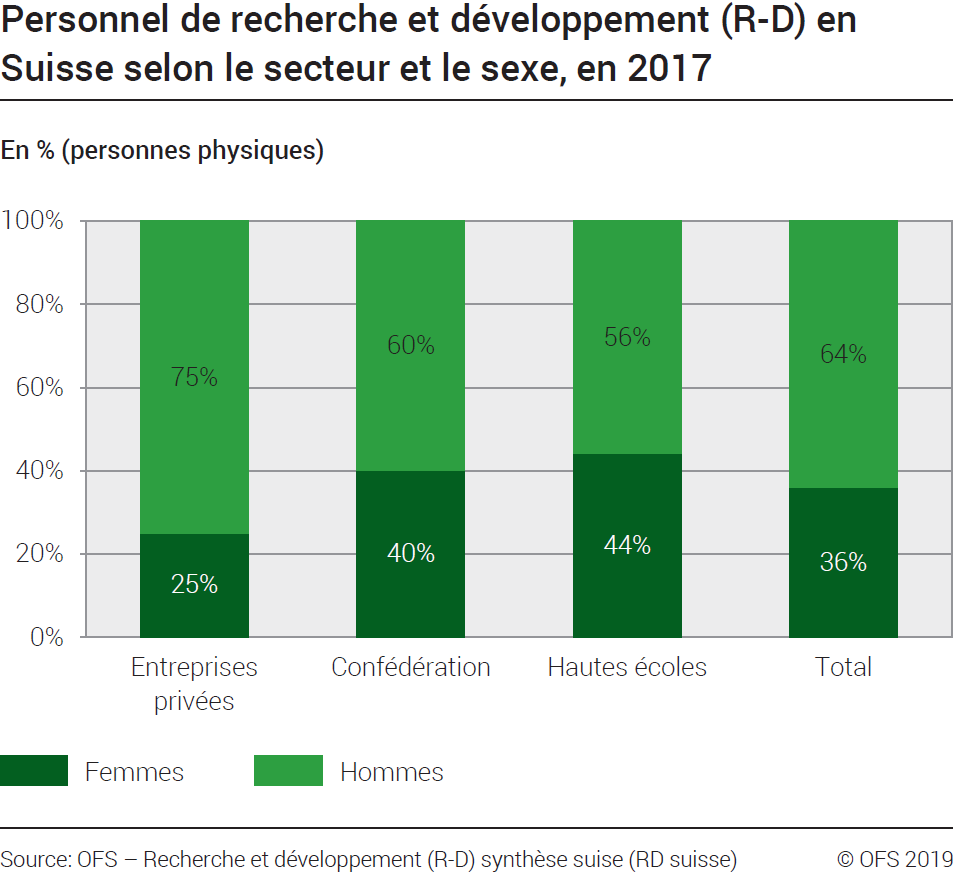 Personnel de recherche et développement (R-D) en
Suisse selon le secteur et le sexe, en 2017
En % (personnes physiques)
100%
80%
60%
40%
20%
0%
75%
60%
56%
64%
25%
40%
44%
36%
Entreprises
privées
Confédération
Hautes écoles
Total
Femmes
Hommes
Source: OFS – Recherche et développement (R-D) synthèse suise (RD suisse)
© OFS 2019